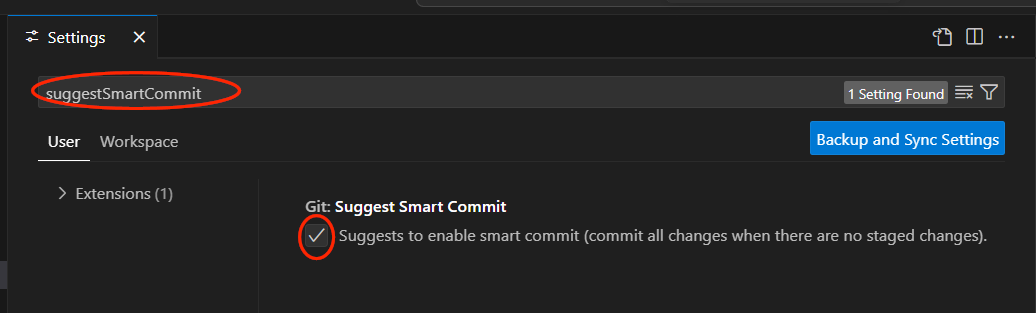 Settings
suggestSmartCommit
1 Setting Found
User Workspace
Backup and Sync Settings
Extensions (1)
Git: Suggest Smart Commit
Suggests to enable smart commit (commit all changes when there are no staged changes).